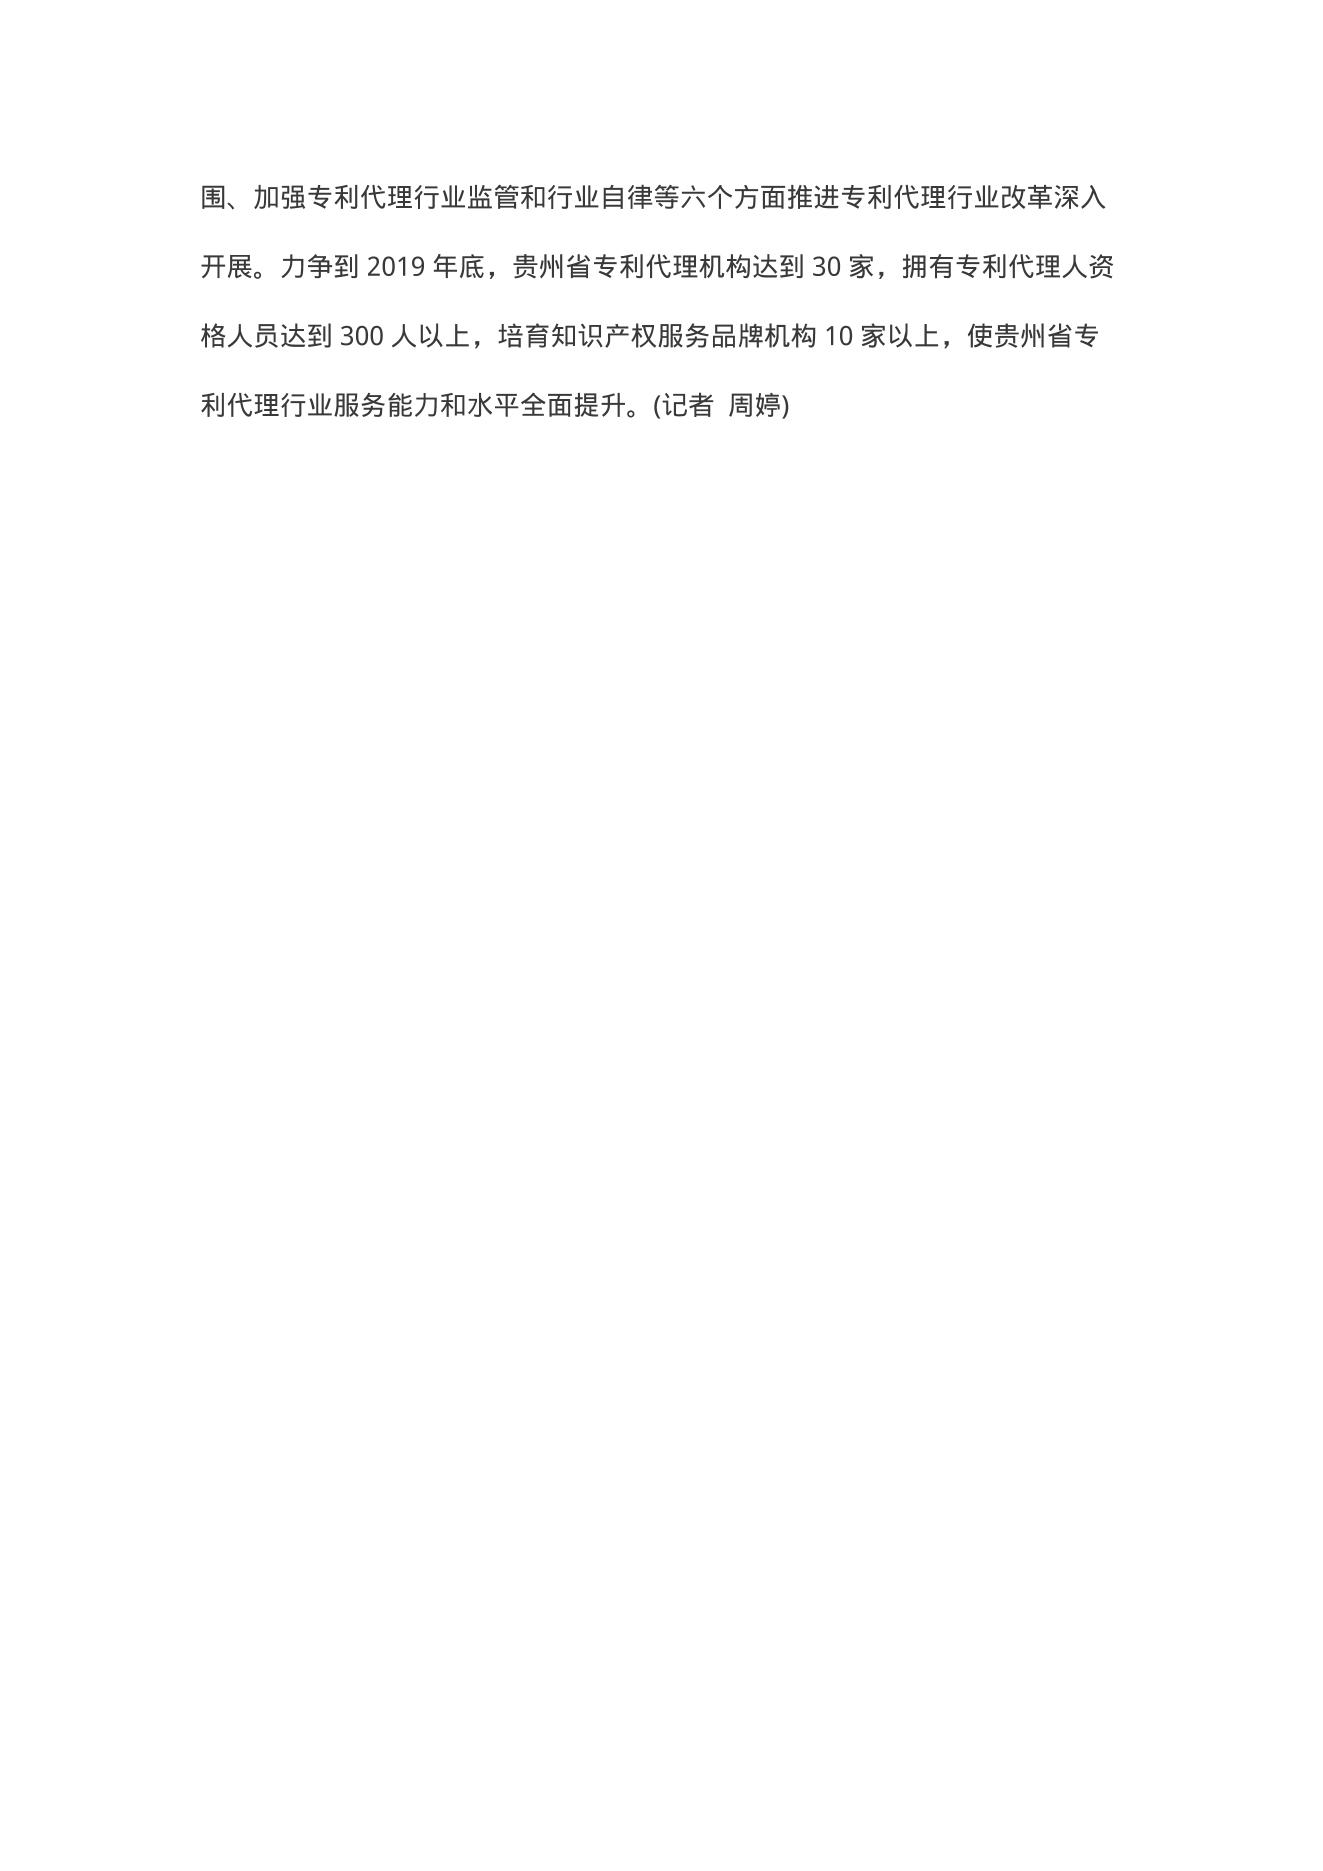 围、加强专利代理行业监管和行业自律等六个方面推进专利代理行业改革深入
开展。力争到 2019 年底，贵州省专利代理机构达到 30 家，拥有专利代理人资
格人员达到 300 人以上，培育知识产权服务品牌机构 10 家以上，使贵州省专
利代理行业服务能力和水平全面提升。(记者 周婷)